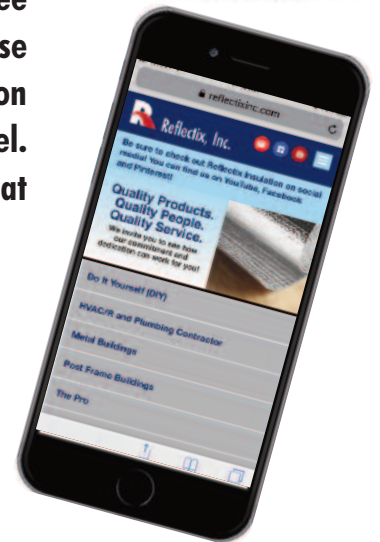 ee
se
on
el.
at
reflectixinc.com
R Reflectix, Inc.
Be sure to check out Reflectix Insulation on social
media! You can find us on YouTube, Facebook
and Pinterest!
Quality Products.
Quality People.
Quality Service.
We invite you to see how
our commitment and
dedication can work for you!
Do It Yourself (DIY)
HVAC/R and Plumbing Contractor
Metal Buildings
Post Frame Buildings
The Pro